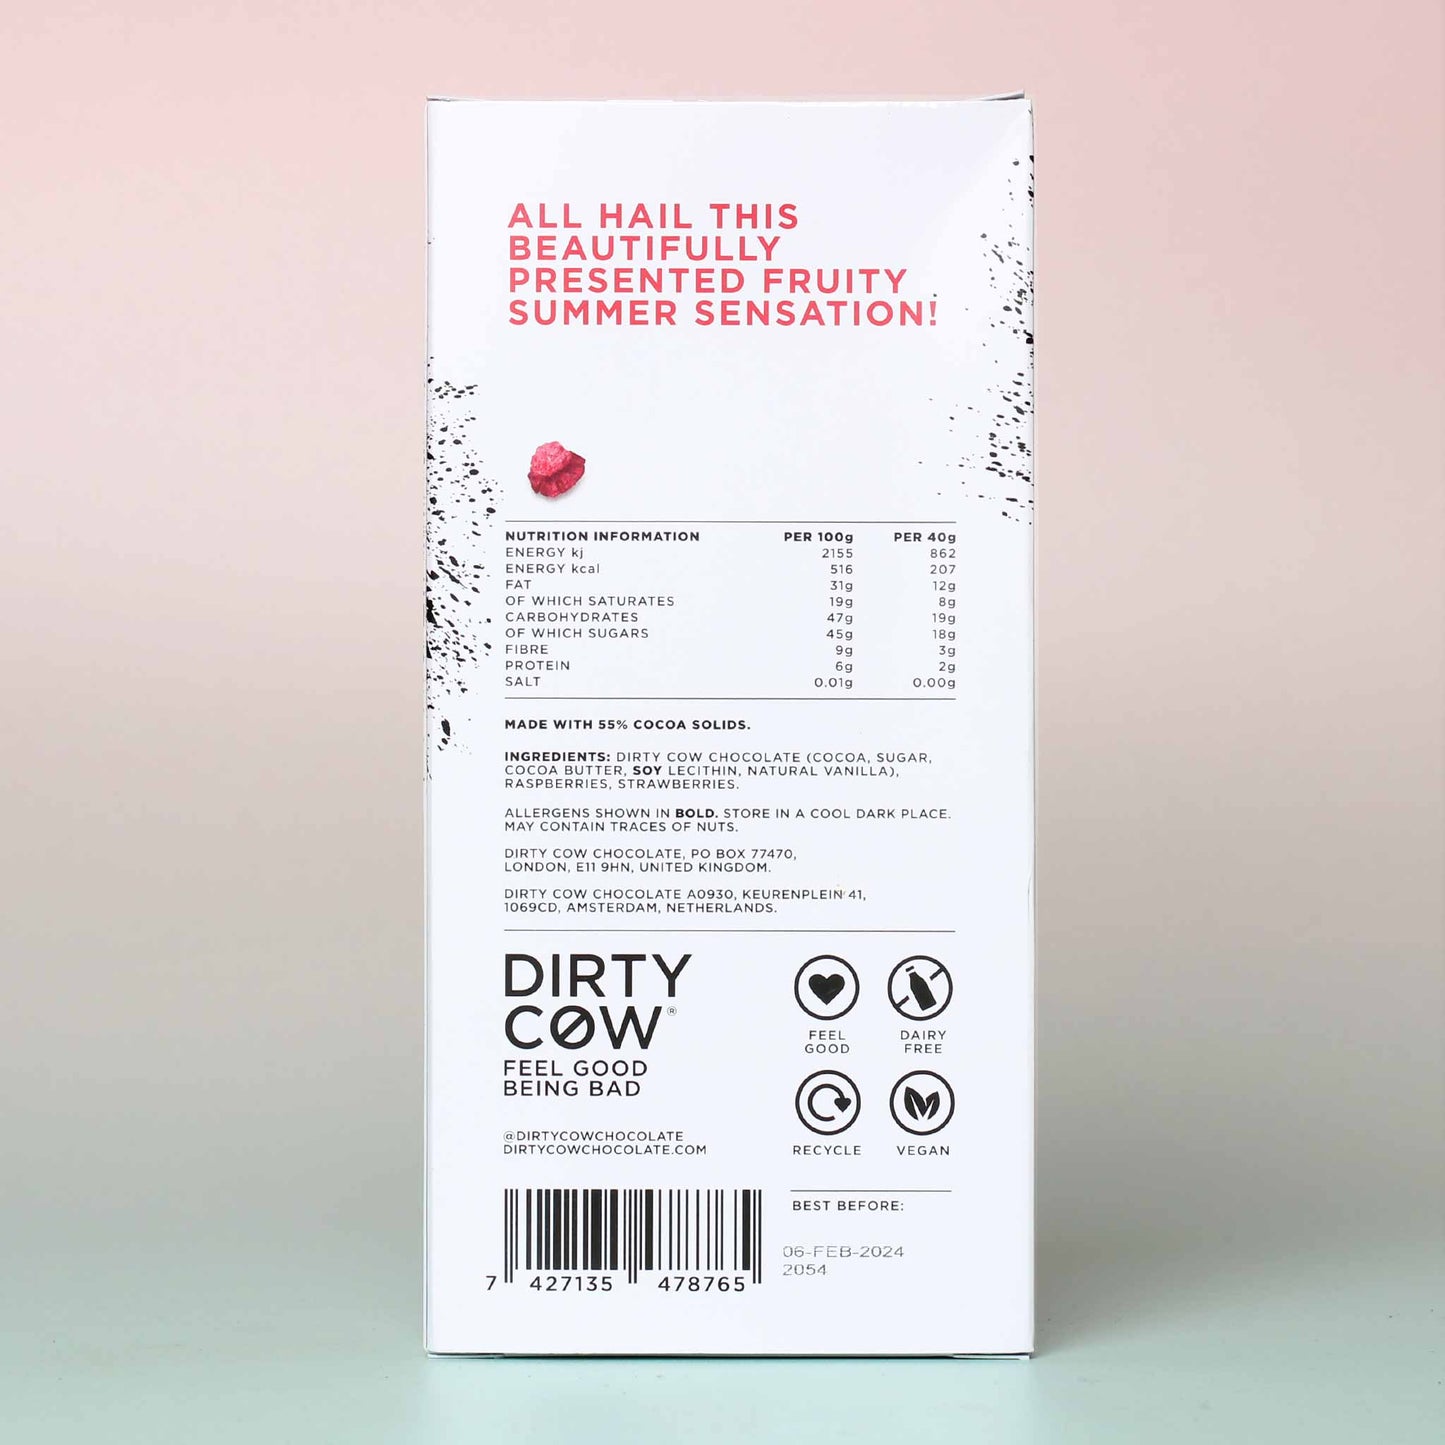 ALL HAIL THIS
BEAUTIFULLY
PRESENTED FRUITY
SUMMER SENSATION!
NUTRITION INFORMATION PER 100g PER 40g
ENERGY kj 2155 862
ENERGY kcal 516 207
FAT 31g 12g
OF WHICH SATURATES 19g 8g
CARBOHYDRATES 47g 19g
OF WHICH SUGARS 45g 18g
FIBRE 9g 3g
PROTEIN 6g 2g
SALT 0.01g 0.00g
MADE WITH 55% COCOA SOLIDS.
INGREDIENTS: DIRTY COW CHOCOLATE (COCOA, SUGAR,
COCOA BUTTER, SOY LECITHIN, NATURAL VANILLA),
RASPBERRIES, STRAWBERRIES.
ALLERGENS SHOWN IN BOLD. STORE IN A COOL DARK PLACE.
MAY CONTAIN TRACES OF NUTS.
DIRTY COW CHOCOLATE, PO BOX 77470,
LONDON, E11 9HN, UNITED KINGDOM.
DIRTY COW CHOCOLATE A0930, KEURENPLEIN 41,
1069CD, AMSTERDAM, NETHERLANDS.
DIRTY
COW®
FEEL GOOD
BEING BAD
@DIRTYCOWCHOCOLATE
DIRTYCOWCHOCOLATE.COM
FEEL
GOOD
DAIRY
FREE
RECYCLE
VEGAN
BEST BEFORE:
06-FEB-2024
2054
7 427135 478765